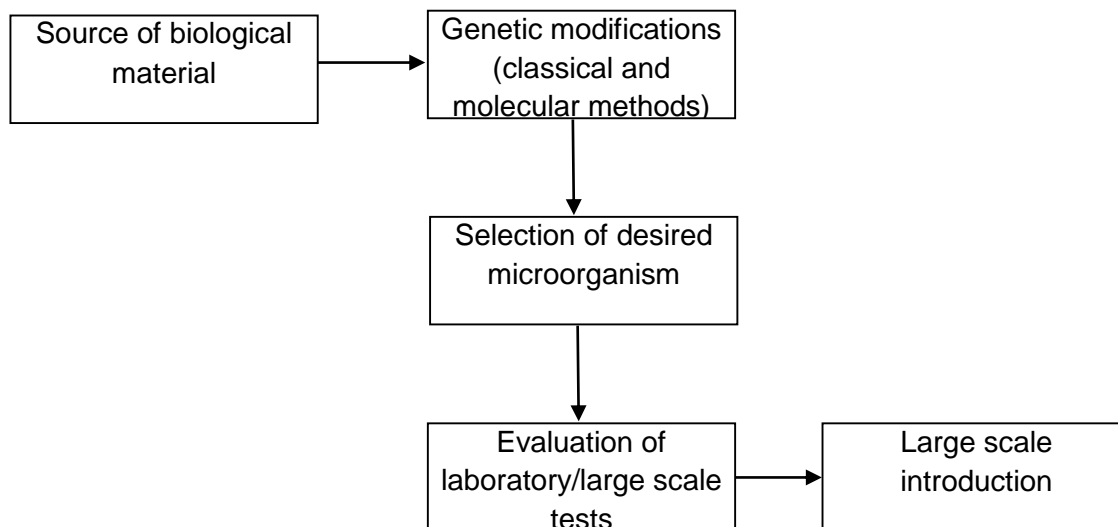 Source of biological
material
Genetic modifications
(classical and
molecular methods)
Selection of desired
microorganism
Evaluation of
laboratory/large scale
tests
Large scale
introduction